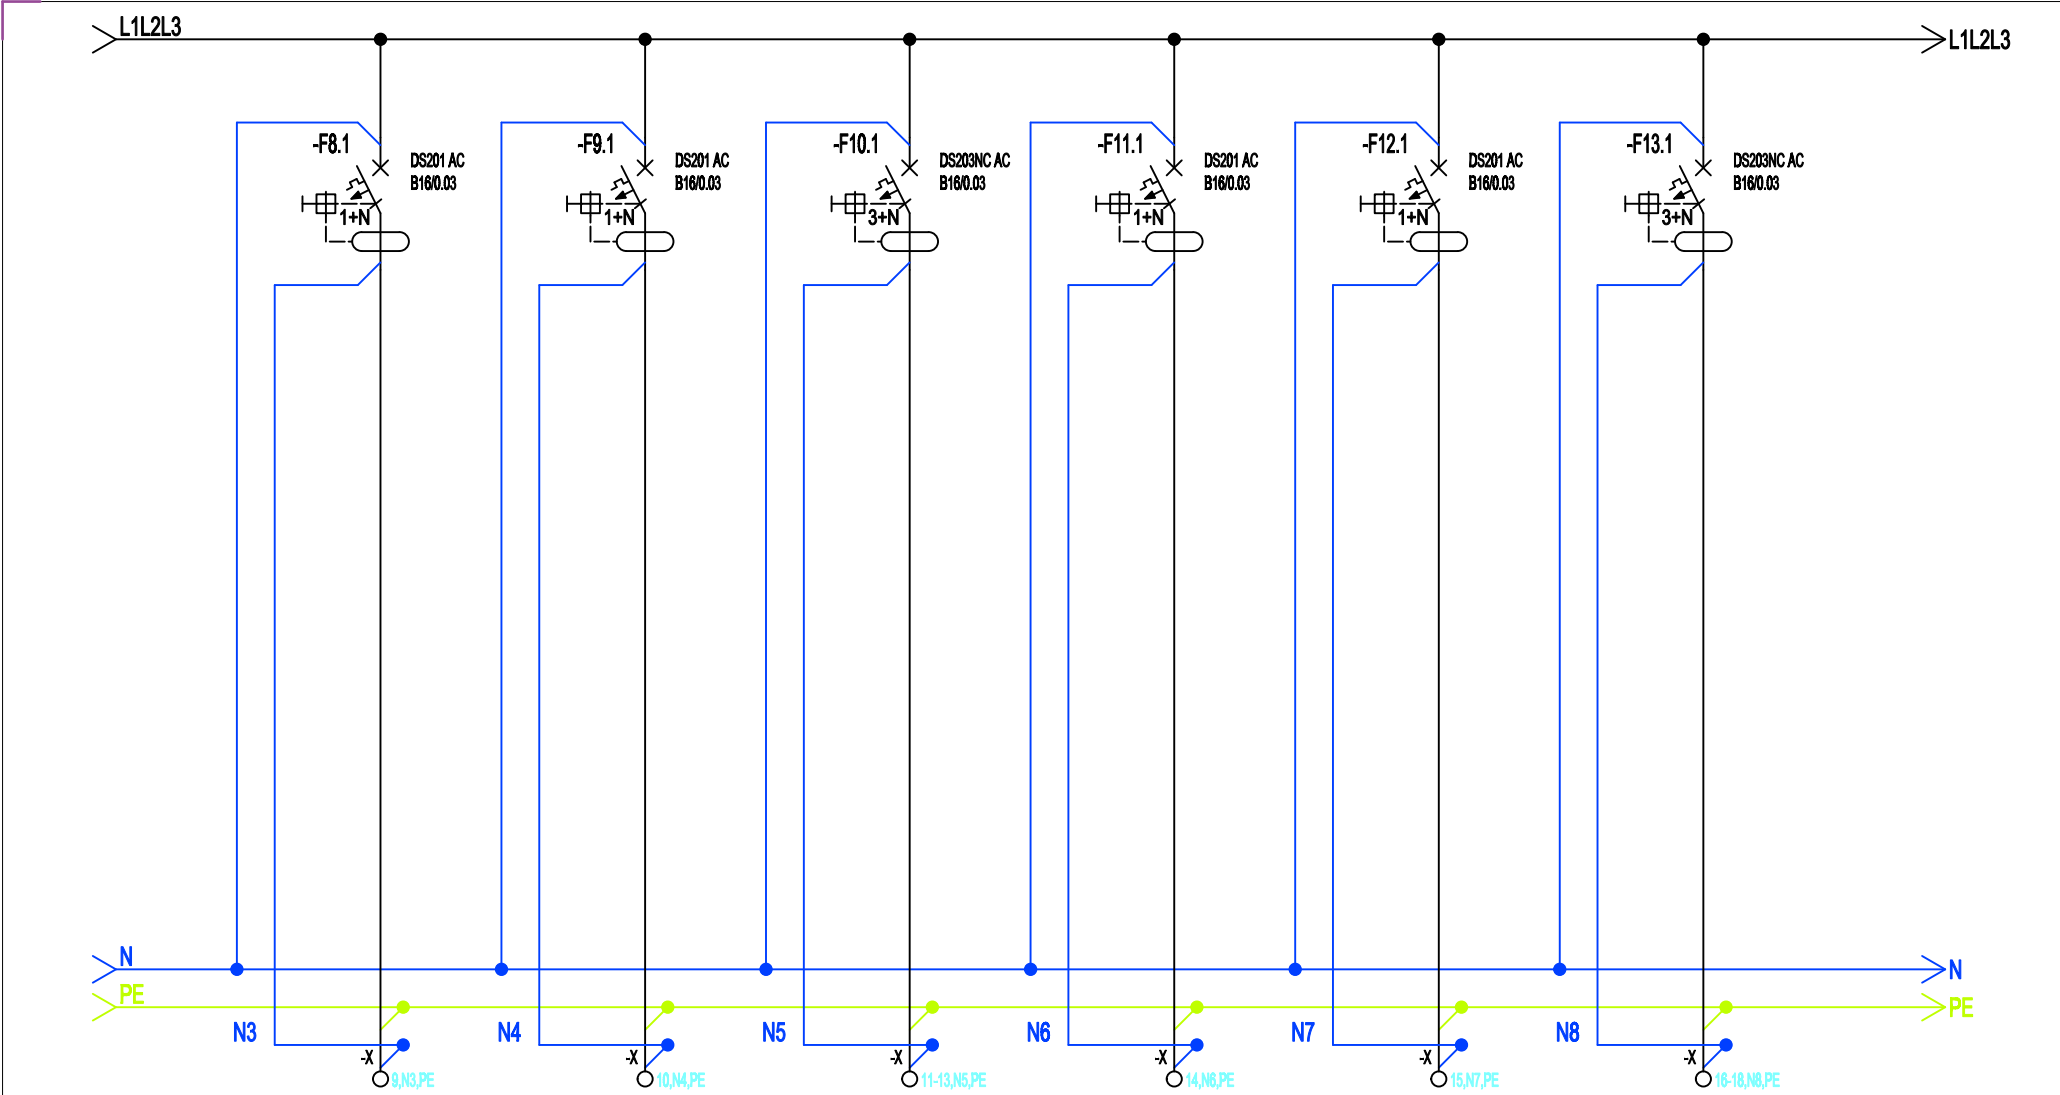 L1L2L3
L1L2L3
-F8.1
DS201 AC
B16/0.03
1+N
-F9.1
DS201 AC
B16/0.03
1+N
-F10.1
DS203NC AC
B16/0.03
3+N
-F11.1
DS201 AC
B16/0.03
1+N
-F12.1
DS201 AC
B16/0.03
1+N
-F13.1
DS203NC AC
B16/0.03
3+N
N
N
PE
PE
N3
N4
N5
N6
N7
N8
-X
-X
-X
-X
-X
-X
9,N3,PE
10,N4,PE
11-13,N5,PE
14,N6,PE
15,N7,PE
16-18,N8,PE